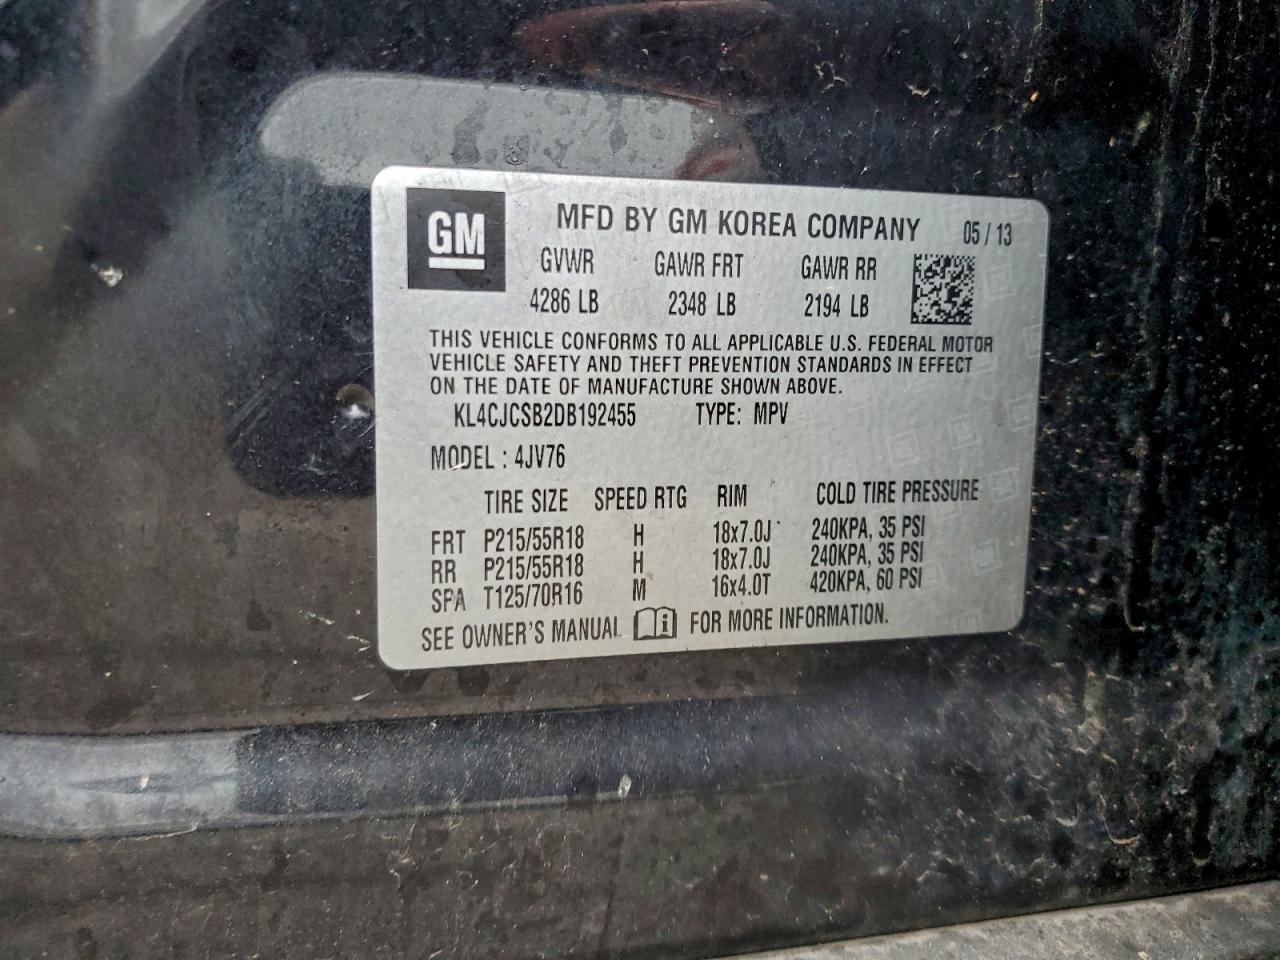 GM
MFD BY GM KOREA COMPANY 05 / 13
GVWR GAWR FRT GAWR RR
4286 LB 2348 LB 2194 LB
THIS VEHICLE CONFORMS TO ALL APPLICABLE U.S. FEDERAL MOTOR
VEHICLE SAFETY AND THEFT PREVENTION STANDARDS IN EFFECT
ON THE DATE OF MANUFACTURE SHOWN ABOVE.
KL4CJCSB2DB192455 TYPE: MPV
MODEL : 4JV76
TIRE SIZE SPEED RTG RIM COLD TIRE PRESSURE
FRT P215/55R18 H 18x7.0J 240KPA, 35 PSI
RR P215/55R18 H 18x7.0J 240KPA, 35 PSI
SPA T125/70R16 M 16x4.0T 420KPA, 60 PSI
SEE OWNER'S MANUAL FOR MORE INFORMATION.